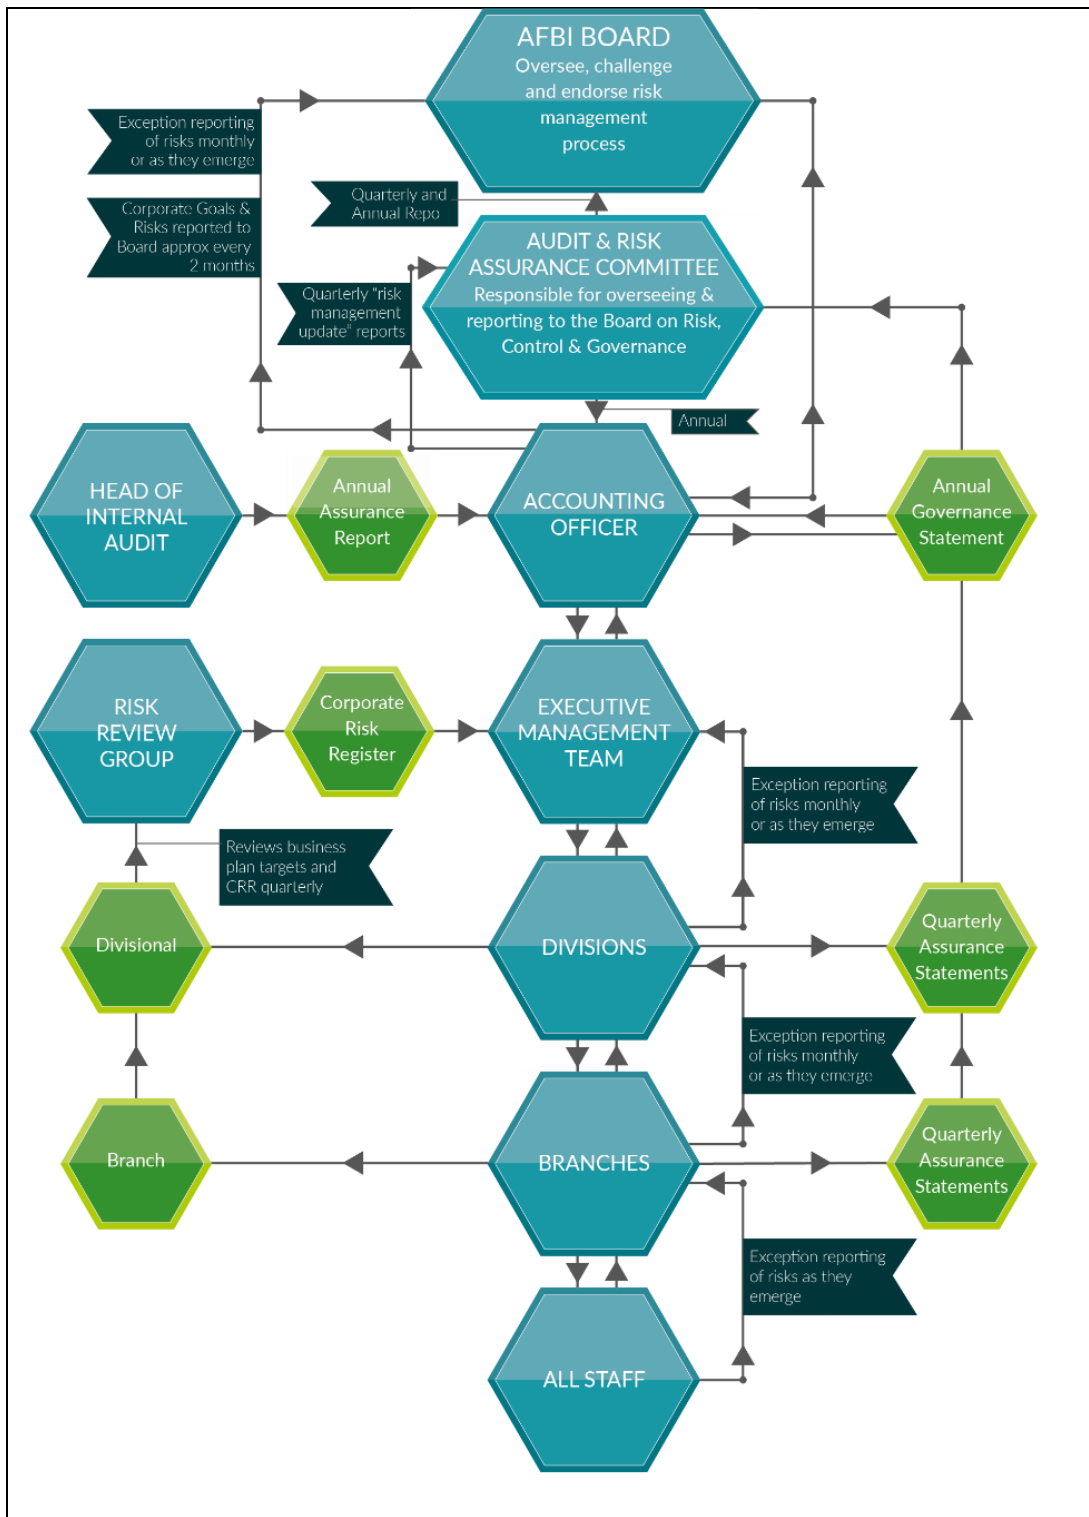 AFBI BOARD
Oversee, challenge
and endorse risk
management
process
Exception reporting
of risks monthly
or as they emerge
Corporate Goals &
Risks reported to
Board approx every
2 months
Quarterly and
Annual Repo
AUDIT & RISK
ASSURANCE COMMITTEE
Responsible for overseeing &
reporting to the Board on Risk,
Control & Governance
Quarterly "risk
management
update" reports
Annual
HEAD OF
INTERNAL
AUDIT
Annual
Assurance
Report
ACCOUNTING
OFFICER
Annual
Governance
Statement
RISK
REVIEW
GROUP
Corporate
Risk
Register
EXECUTIVE
MANAGEMENT
TEAM
Exception reporting
of risks monthly
or as they emerge
Reviews business
plan targets and
CRR quarterly
Divisional
DIVISIONS
Quarterly
Assurance
Statements
Exception reporting
of risks monthly
or as they emerge
Branch
BRANCHES
Quarterly
Assurance
Statements
Exception reporting
of risks as they
emerge
ALL STAFF